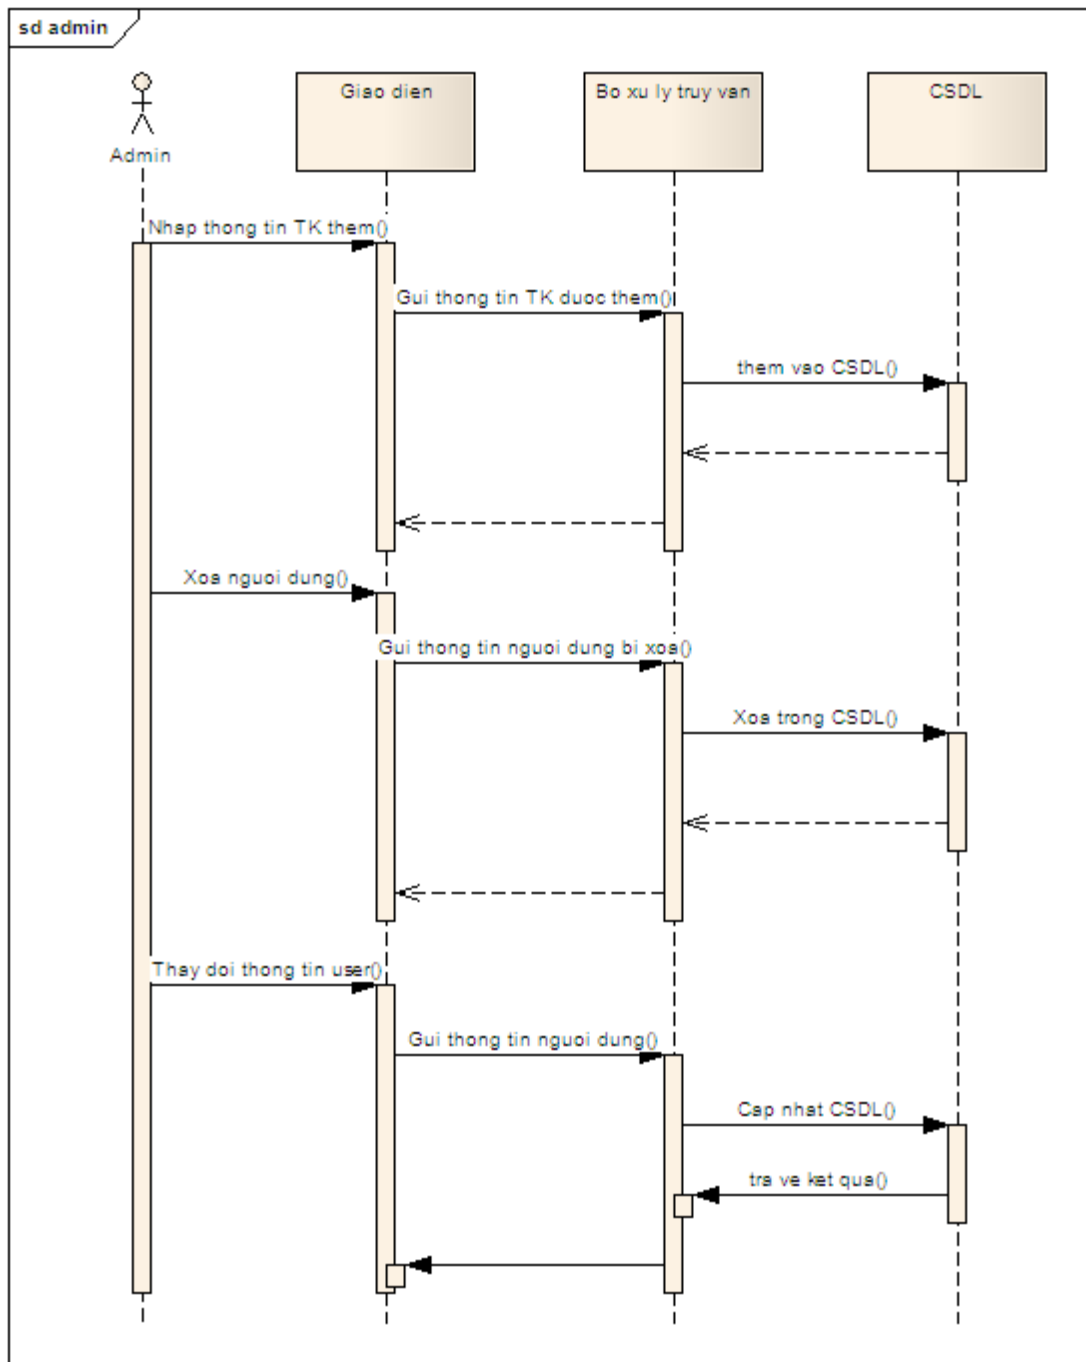 sd admin
Giao dien
Bo xu ly truy van
CSDL
Admin
Nhap thong tin TK them()
Gui thong tin TK duoc them()
them vao CSDL()
Xoa nguoi dung()
Gui thong tin nguoi dung bi xoa()
Xoa trong CSDL()
Thay doi thong tin user()
Gui thong tin nguoi dung()
Cap nhat CSDL()
tra ve ket qua()